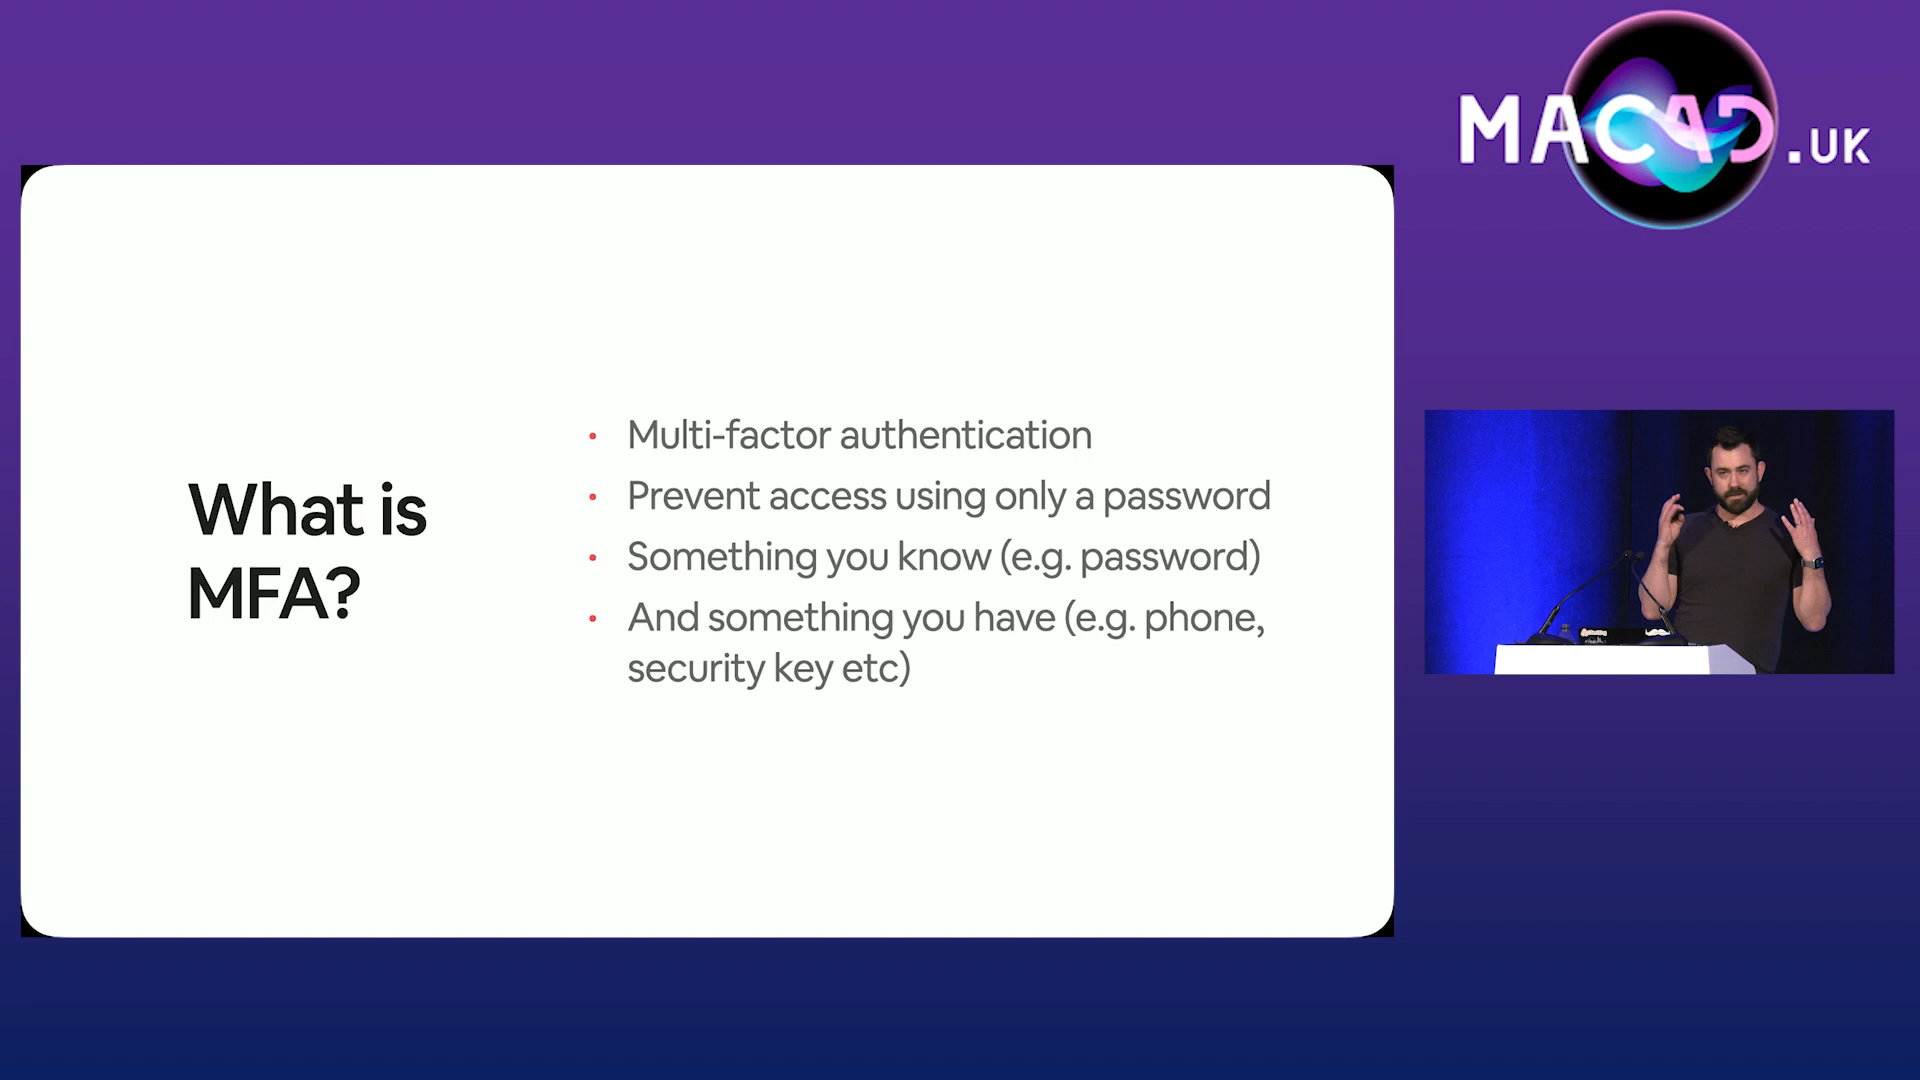 MACAD.UK
What is
MFA?
Multi-factor authentication
Prevent access using only a password
Something you know (e.g. password)
And something you have (e.g. phone,
security key etc)